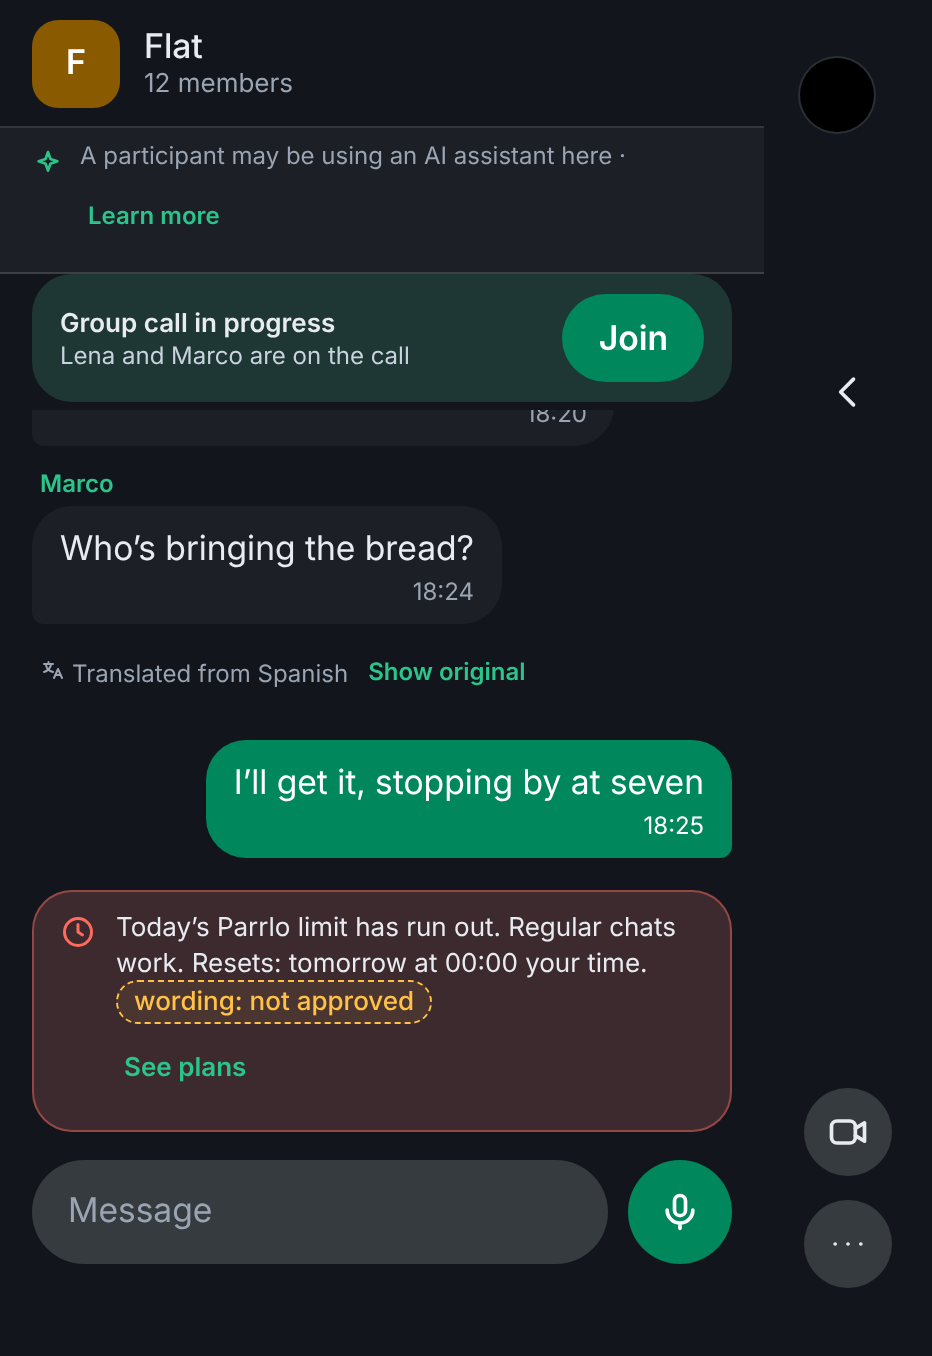 F
Flat
12 members
A participant may be using an AI assistant here ·
Learn more
Group call in progress
Lena and Marco are on the call
Join
18:20
Marco
Who’s bringing the bread?
18:24
Translated from Spanish Show original
I’ll get it, stopping by at seven
18:25
Today’s Parrlo limit has run out. Regular chats
work. Resets: tomorrow at 00:00 your time.
wording: not approved
See plans
Message